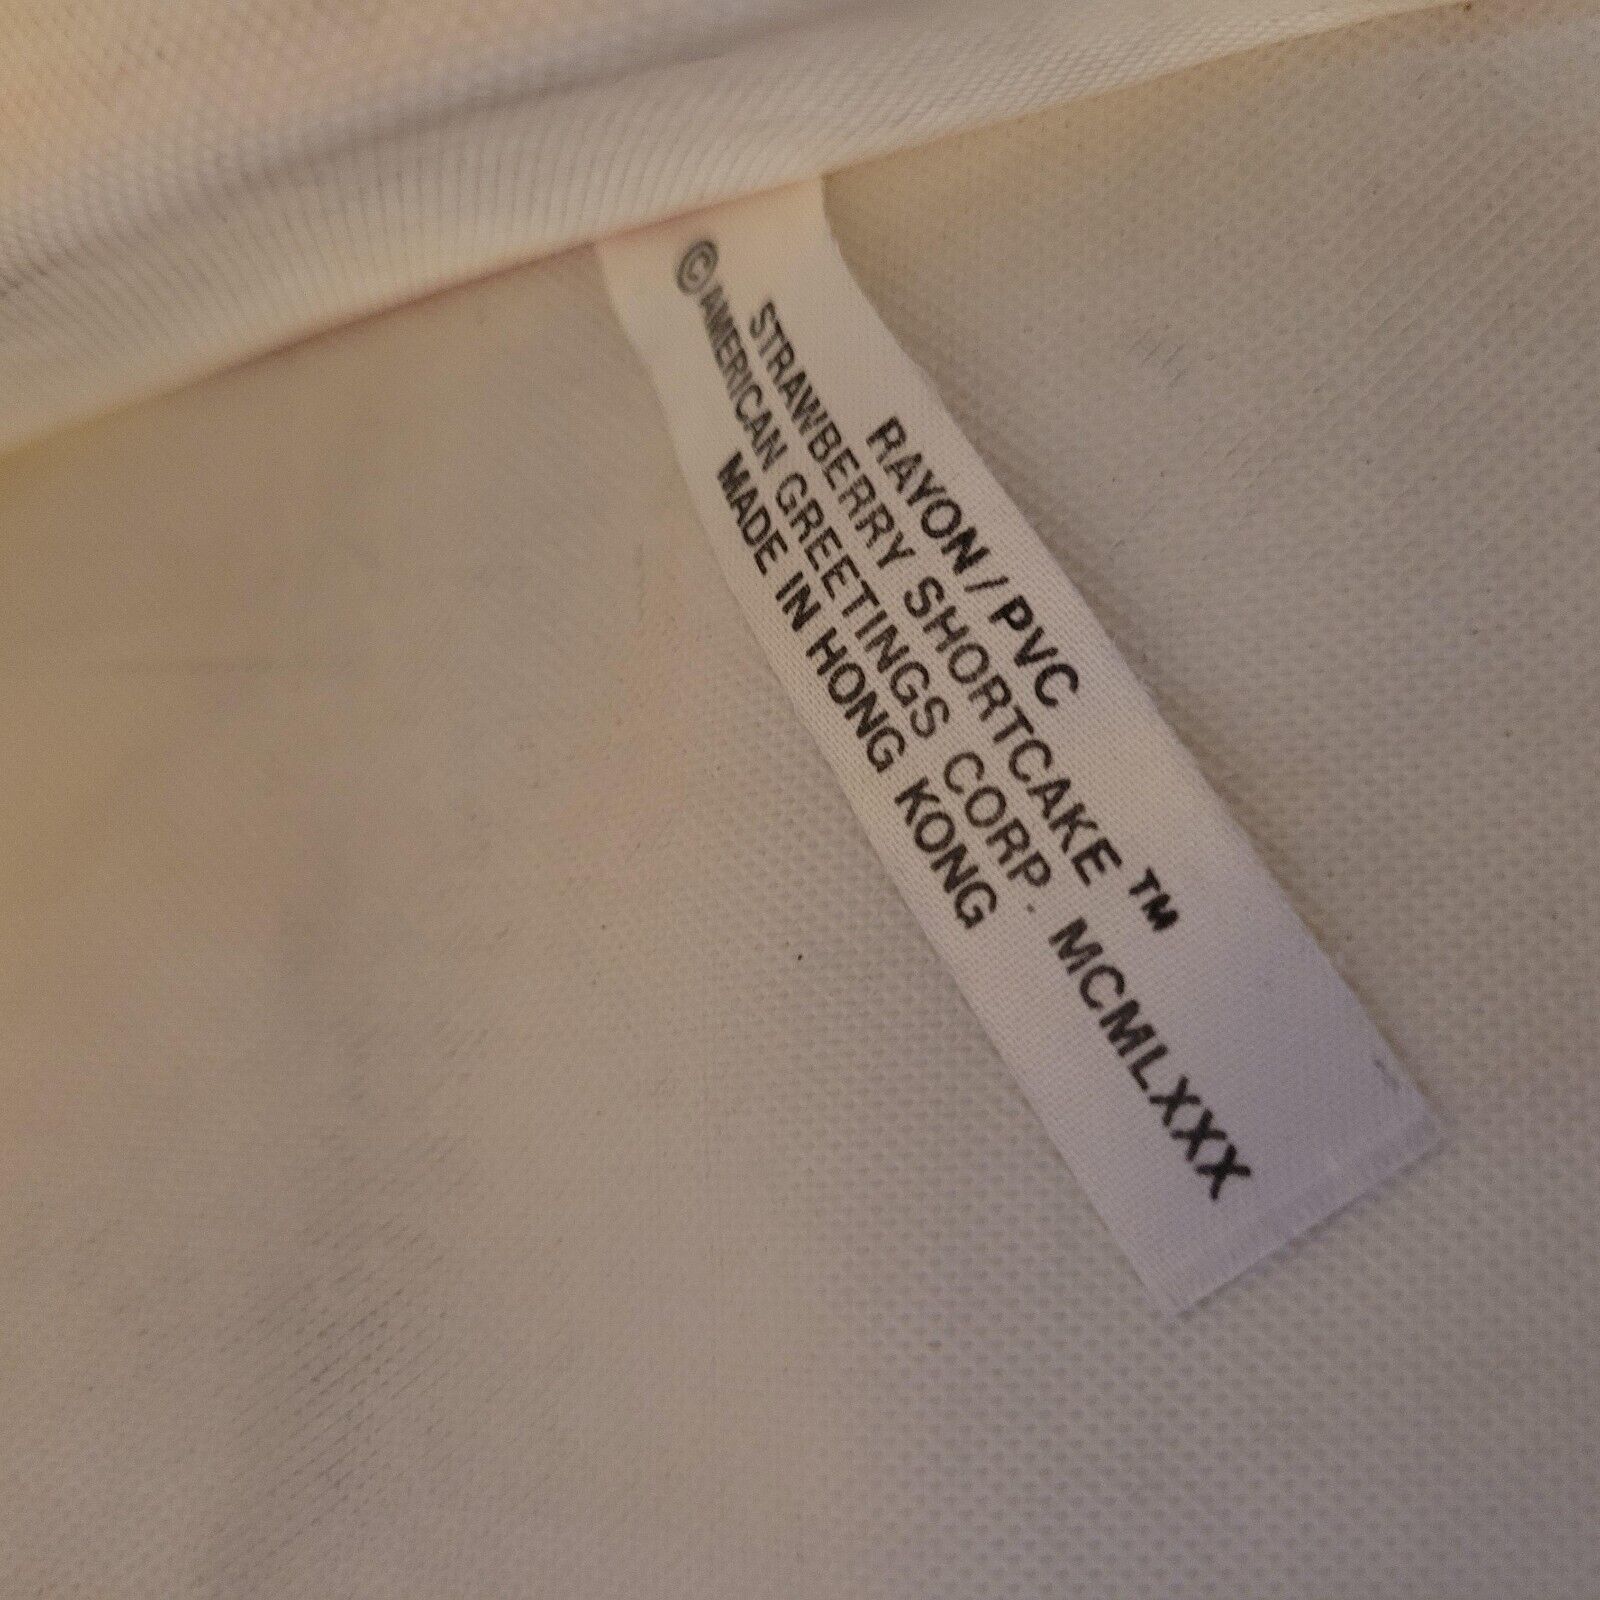 RAYON/PVC
STRAWBERRY SHORTCAKE ™
© AMERICAN GREETINGS CORP. MCMLXXX
MADE IN HONG KONG